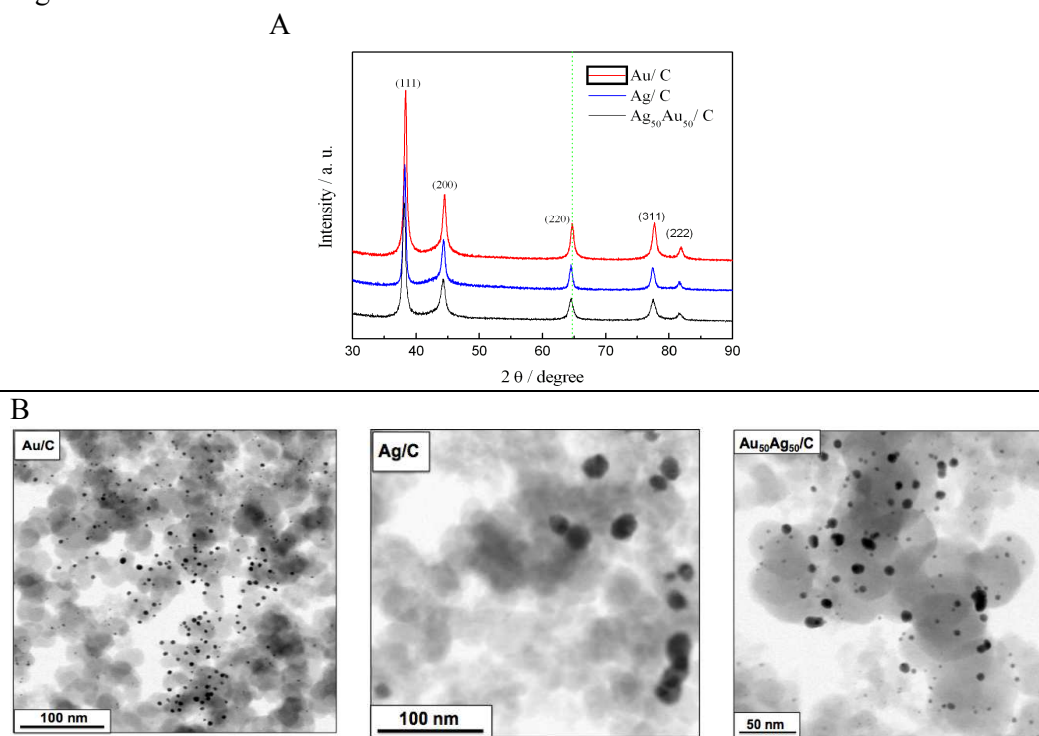 A
(111)
(200)
(220)
(311)
(222)
Au/ C
Ag/ C
Ag50Au50/ C
Intensity / a. u.
30 40 50 60 70 80 90
2 θ / degree
B
Au/C
100 nm
Ag/C
100 nm
Au50Ag50/C
50 nm